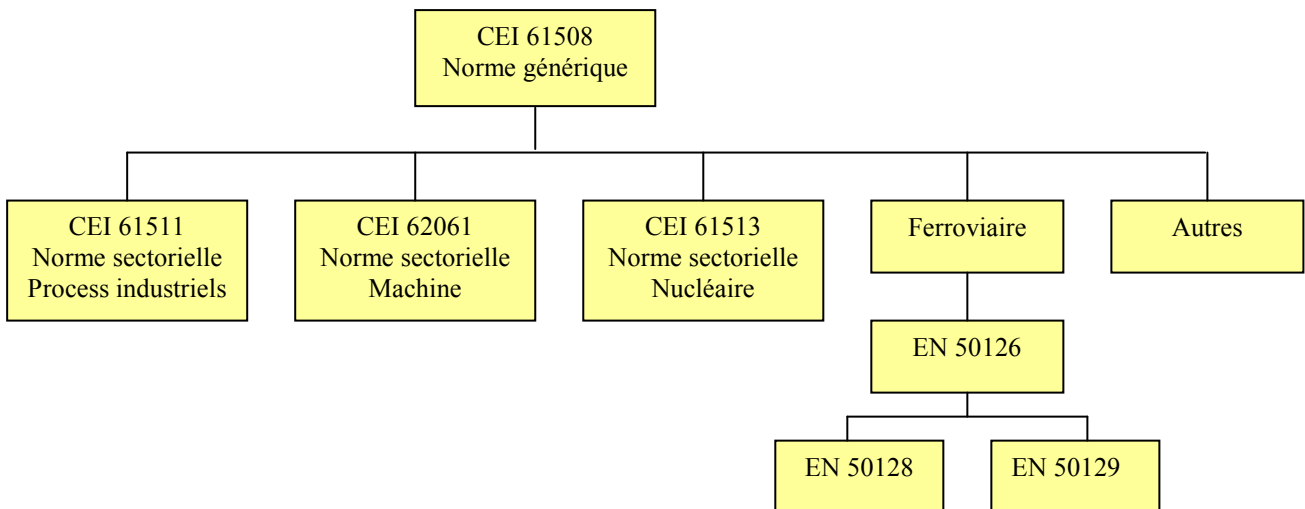 CEI 61508
Norme générique
CEI 61511
Norme sectorielle
Process industriels
CEI 62061
Norme sectorielle
Machine
CEI 61513
Norme sectorielle
Nucléaire
Ferroviaire
Autres
EN 50126
EN 50128
EN 50129